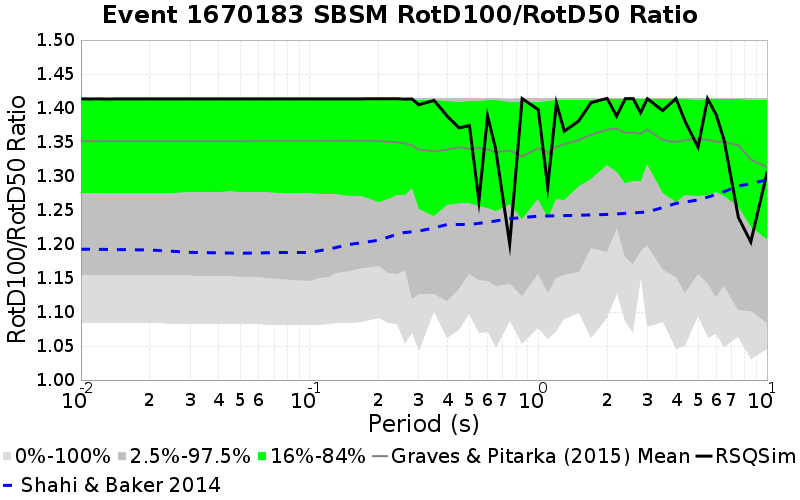 Event 1670183 SBSM RotD100/RotD50 Ratio
RotD100/RotD50 Ratio
1.50
1.45
1.40
1.35
1.30
1.25
1.20
1.15
1.10
1.05
1.00
10-2 2 3 4 5 6 10-1 2 3 4 5 6 7 100 2 3 4 5 6 7 101
Period (s)
0%-100% 2.5%-97.5% 16%-84% Graves & Pitarka (2015) Mean RSQSim
Shahi & Baker 2014